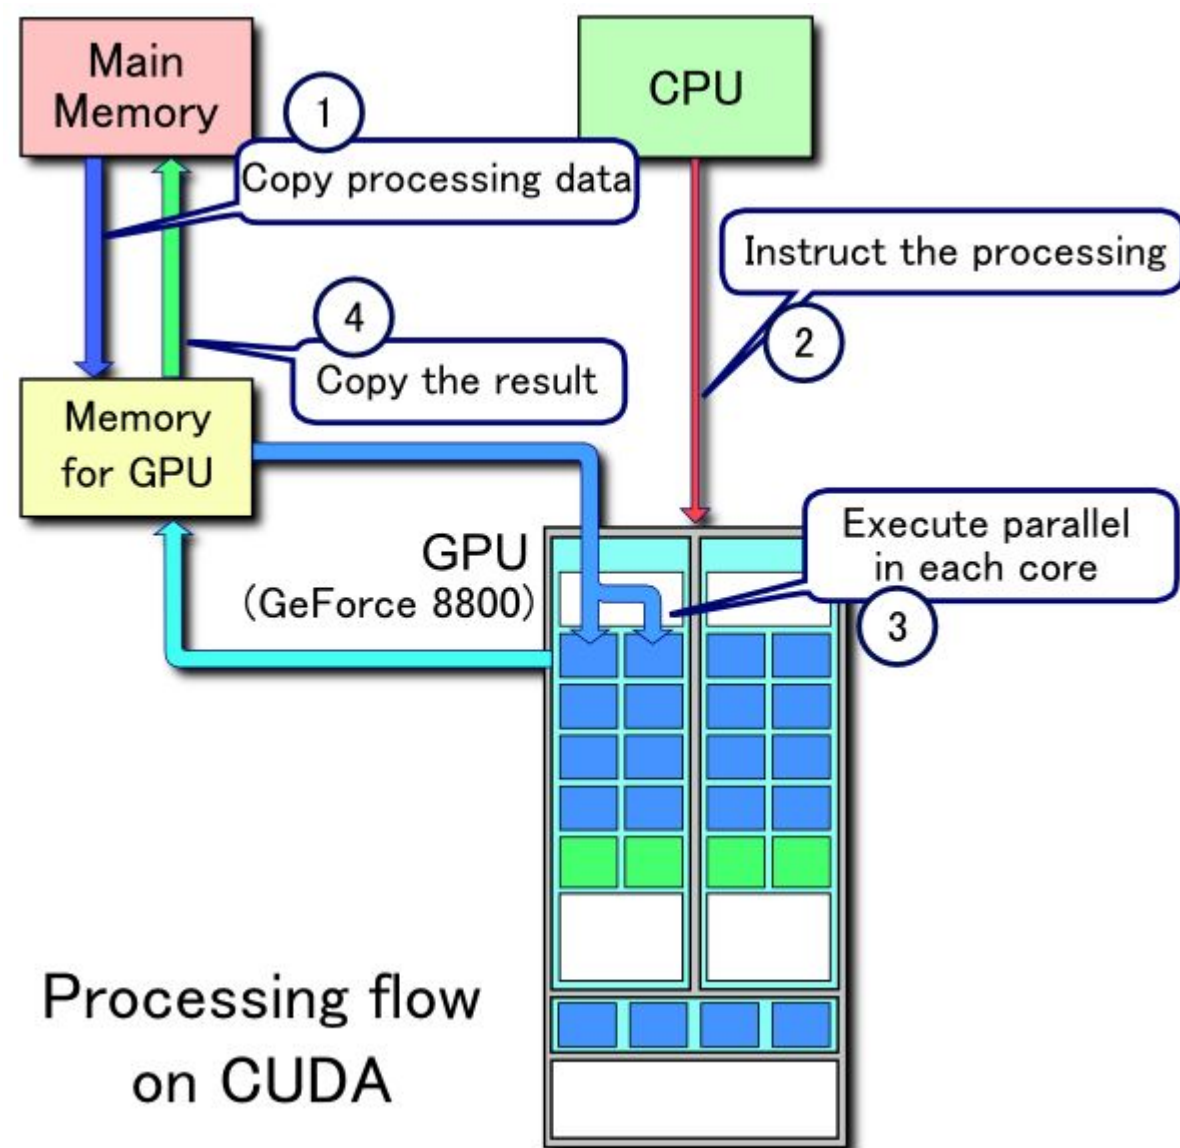 Main
Memory
CPU
1
Copy processing data
Instruct the processing
2
4
Copy the result
Memory
for GPU
GPU
(GeForce 8800)
Execute parallel
in each core
3
Processing flow
on CUDA